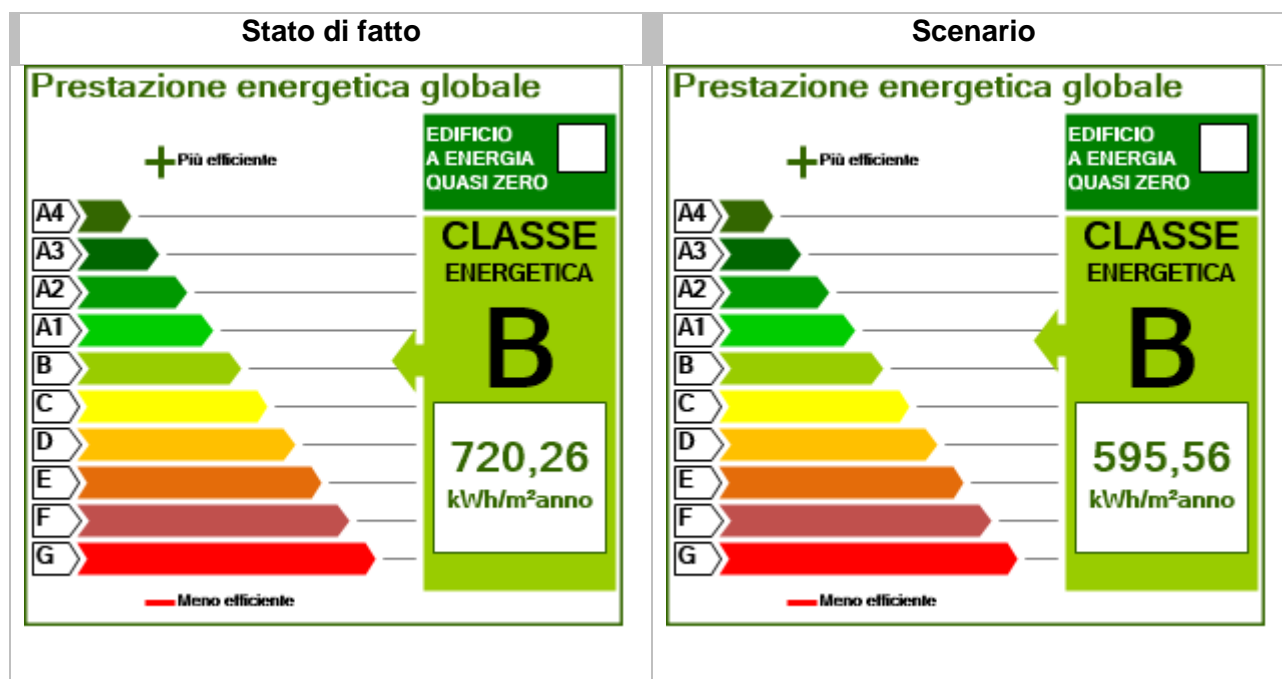 Stato di fatto
Prestazione energetica globale
Più efficiente
EDIFICIO
A ENERGIA
QUASI ZERO
A4
A3
A2
A1
B
C
D
E
F
G
Meno efficiente
CLASSE
ENERGETICA
B
720,26
kWh/m²anno
Scenario
Prestazione energetica globale
Più efficiente
EDIFICIO
A ENERGIA
QUASI ZERO
A4
A3
A2
A1
B
C
D
E
F
G
Meno efficiente
CLASSE
ENERGETICA
B
595,56
kWh/m²anno